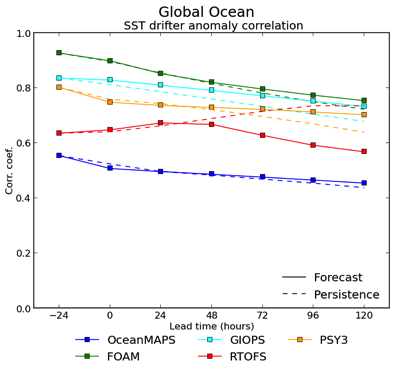 Global Ocean
SST drifter anomaly correlation
1.0
0.8
0.6
0.4
0.2
0.0
Corr. coef.
−24 0 24 48 72 96 120
Lead time (hours)
Forecast
Persistence
OceanMAPS GIOPS PSY3
FOAM RTOFS